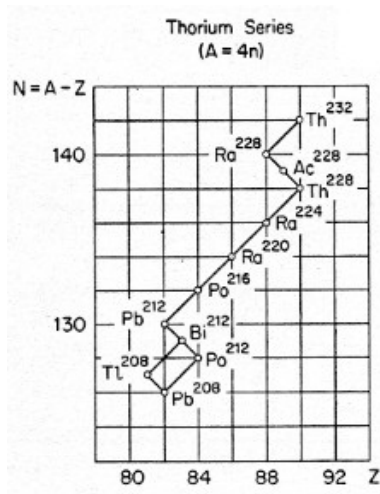 Thorium Series
(A = 4n)
N = A - Z
Th232
Ra228
140
Ac228
Th228
Ra224
Ra220
Po216
Pb212
130
Bi212
Po212
Tl208
Pb208
80 84 88 92 Z